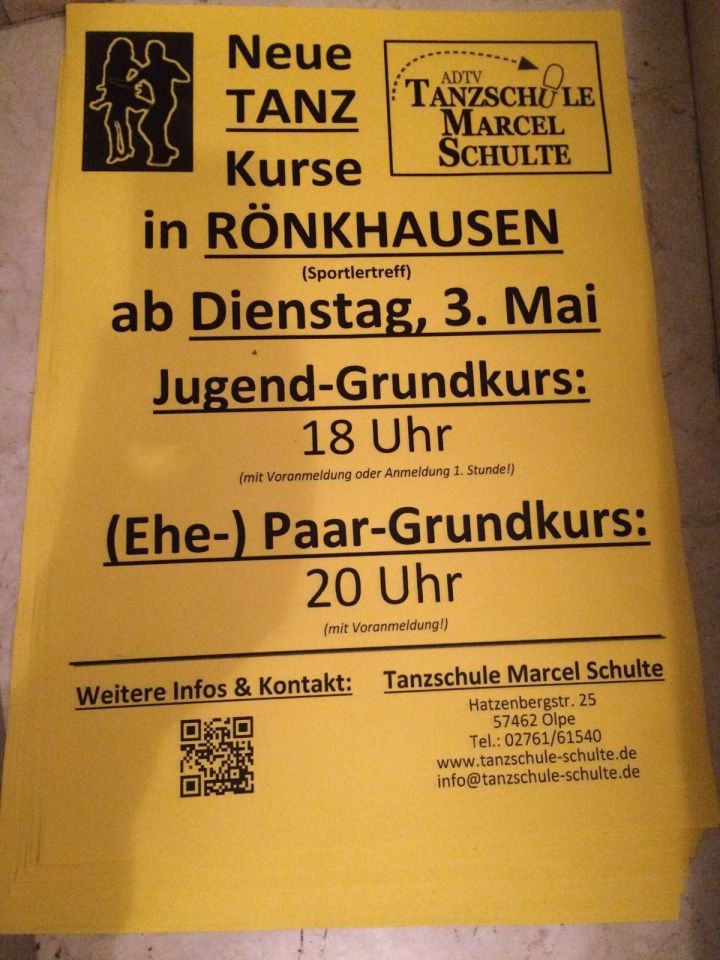 Neue
TANZ
Kurse
ADTV
TANZSCHULE
MARCEL
SCHULTE
in RÖNKHAUSEN
(Sportlertreff)
ab Dienstag, 3. Mai
Jugend-Grundkurs:
18 Uhr
(mit Voranmeldung oder Anmeldung 1. Stunde!)
(Ehe-) Paar-Grundkurs:
20 Uhr
(mit Voranmeldung!)
Weitere Infos & Kontakt:
Tanzschule Marcel Schulte
Hatzenbergstr. 25
57462 Olpe
Tel.: 02761/61540
www.tanzschule-schulte.de
info@tanzschule-schulte.de